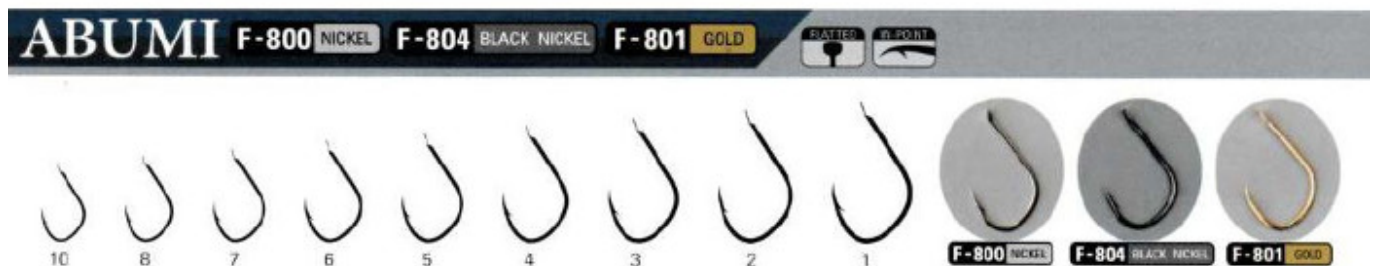 ABUMI F-800 NICKEL F-804 BLACK NICKEL F-801 GOLD FLATTED IN-POINT
10 8 7 6 5 4 3 2 1
F-800 NICKEL F-804 BLACK NICKEL F-801 GOLD